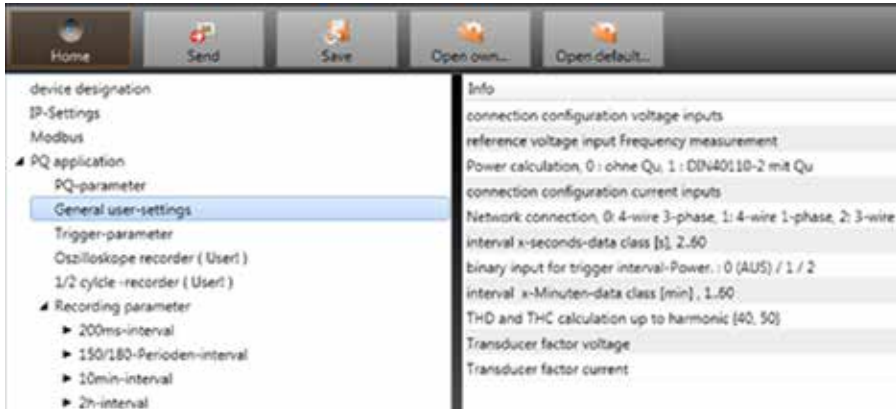 Home
Send
Save
Open own...
Open default...
device designation
IP-Settings
Modbus
PQ application
PQ-parameter
General user-settings
Trigger-parameter
Oszilloskope recorder ( User! )
1/2 cylcle -recorder ( User! )
Recording parameter
200ms-interval
150/180-Perioden-interval
10min-interval
2h-interval
Info
connection configuration voltage inputs
reference voltage input Frequency measurement
Power calculation, 0 : ohne Qu, 1 : DIN40110-2 mit Qu
connection configuration current inputs
Network connection, 0: 4-wire 3-phase, 1: 4-wire 1-phase, 2: 3-wire
interval x-seconds-data class [s], 2..60
binary input for trigger interval-Power. : 0 (AUS) / 1 / 2
interval x-Minuten-data class [min] , 1..60
THD and THC calculation up to harmonic {40, 50}
Transducer factor voltage
Transducer factor current